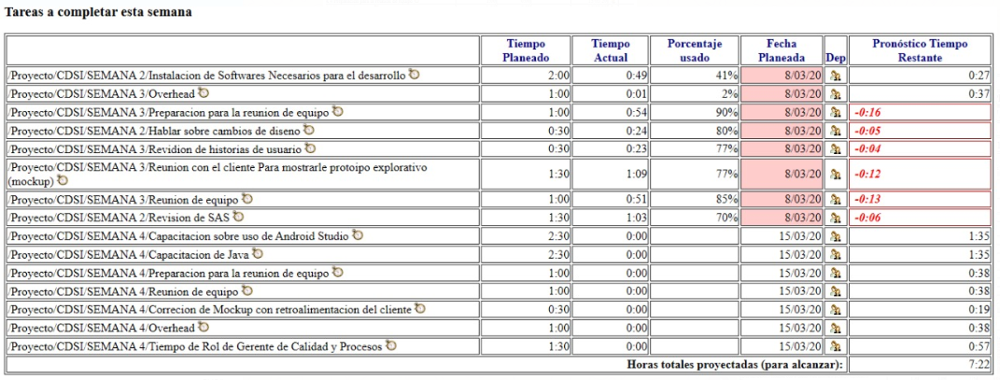 Tareas a completar esta semana
Tiempo Planeado Tiempo Actual Porcentaje usado Fecha Planeada Dep Pronóstico Tiempo Restante
/Proyecto/CDSI/SEMANA 2/Instalacion de Softwares Necesarios para el desarrollo 2:00 0:49 41% 8/03/20 0:27
/Proyecto/CDSI/SEMANA 3/Overhead 1:00 0:01 2% 8/03/20 0:37
/Proyecto/CDSI/SEMANA 3/Preparacion para la reunion de equipo 1:00 0:54 90% 8/03/20 -0:16
/Proyecto/CDSI/SEMANA 2/Hablar sobre cambios de diseno 0:30 0:24 80% 8/03/20 -0:05
/Proyecto/CDSI/SEMANA 3/Revidion de historias de usuario 0:30 0:23 77% 8/03/20 -0:04
/Proyecto/CDSI/SEMANA 3/Reunion con el cliente Para mostrarle protoipo explorativo
(mockup) 1:30 1:09 77% 8/03/20 -0:12
/Proyecto/CDSI/SEMANA 3/Reunion de equipo 1:00 0:51 85% 8/03/20 -0:13
/Proyecto/CDSI/SEMANA 2/Revision de SAS 1:30 1:03 70% 8/03/20 -0:06
/Proyecto/CDSI/SEMANA 4/Capacitacion sobre uso de Android Studio 2:30 0:00 15/03/20 1:35
/Proyecto/CDSI/SEMANA 4/Capacitacion de Java 2:30 0:00 15/03/20 1:35
/Proyecto/CDSI/SEMANA 4/Preparacion para la reunion de equipo 1:00 0:00 15/03/20 0:38
/Proyecto/CDSI/SEMANA 4/Reunion de equipo 1:00 0:00 15/03/20 0:38
/Proyecto/CDSI/SEMANA 4/Correcion de Mockup con retroalimentacion del cliente 0:30 0:00 15/03/20 0:19
/Proyecto/CDSI/SEMANA 4/Overhead 1:00 0:00 15/03/20 0:38
/Proyecto/CDSI/SEMANA 4/Tiempo de Rol de Gerente de Calidad y Procesos 1:30 0:00 15/03/20 0:57
Horas totales proyectadas (para alcanzar): 7:22